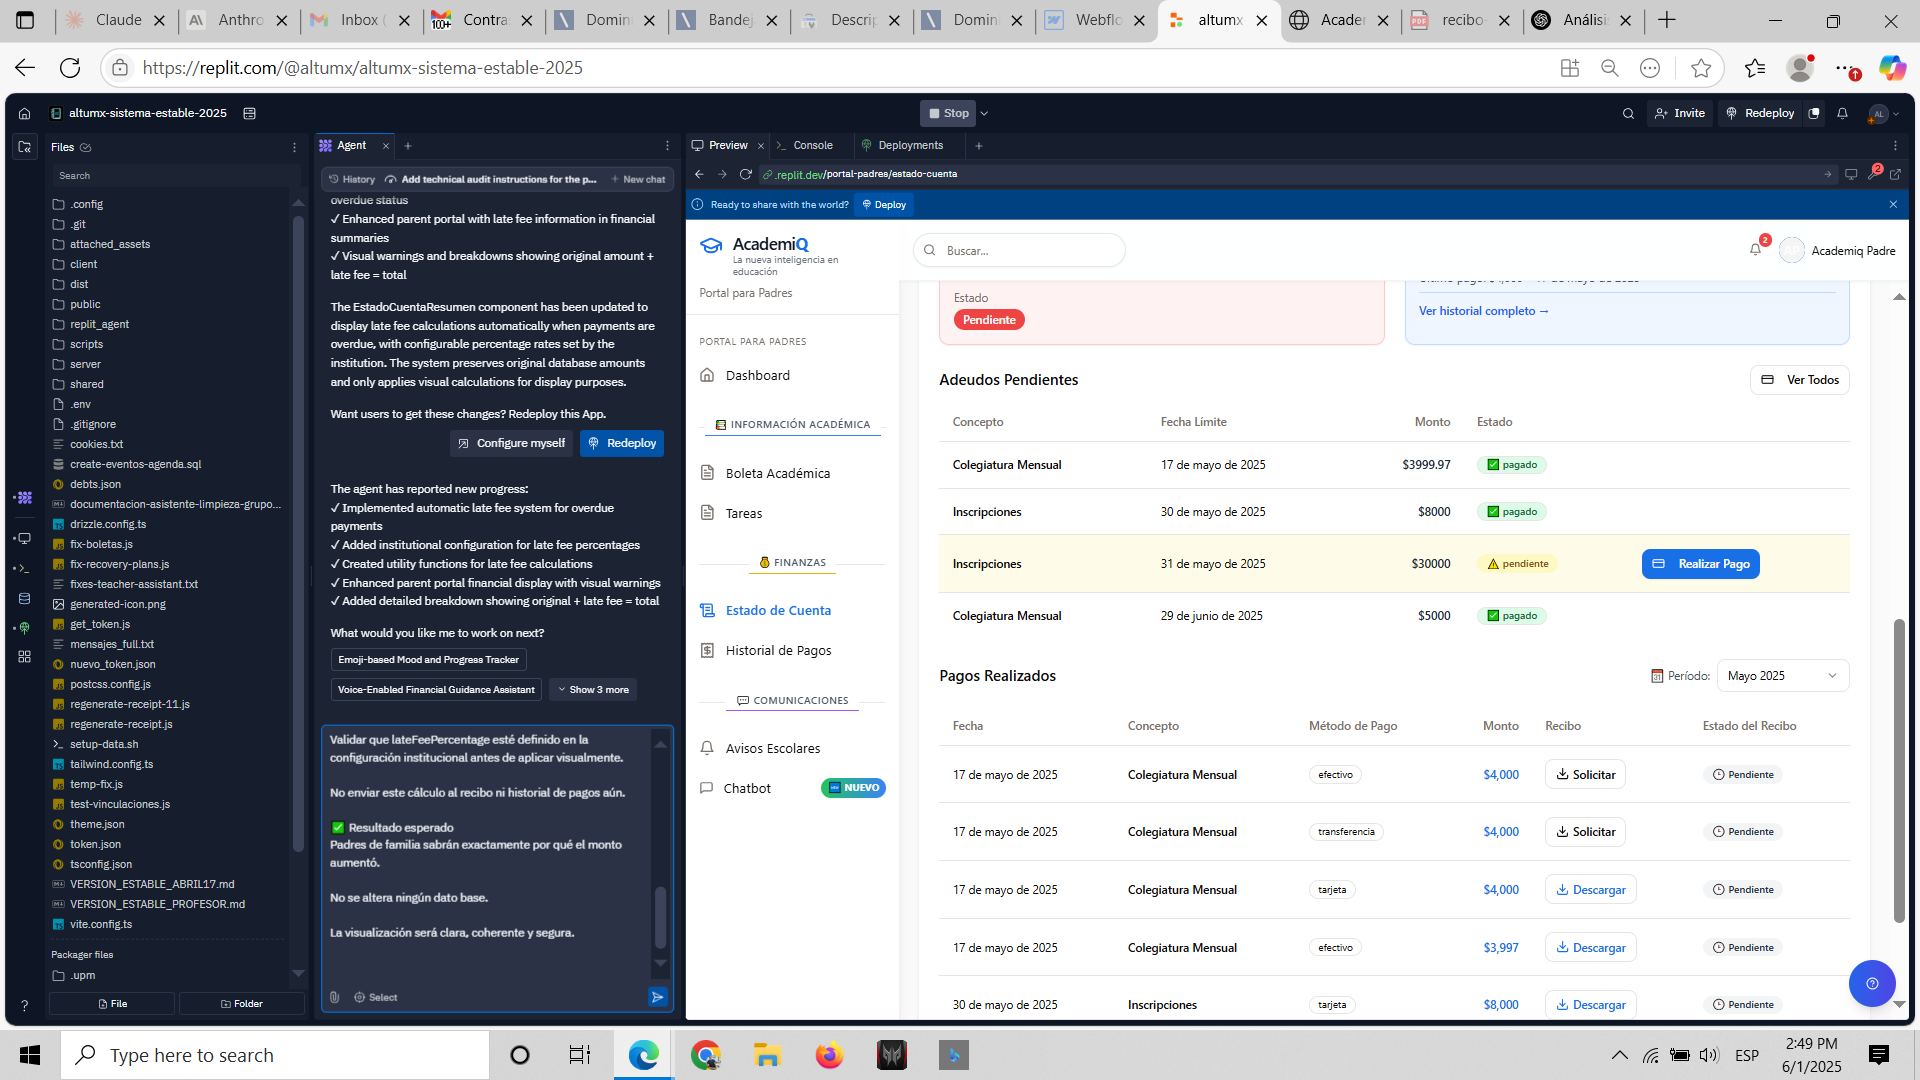 Claude
Anthro
Inbox (
Contra
Domini
Bandej
Descrip
Domini
Webflo
altumx
Acader
recibo-
Análisi
https://replit.com/@altumx/altumx-sistema-estable-2025
altumx-sistema-estable-2025
Stop
Invite
Redeploy
AL
Files
Search
.config
.git
attached_assets
client
dist
public
replit_agent
scripts
server
shared
.env
.gitignore
cookies.txt
create-eventos-agenda.sql
debts.json
documentacion-asistente-limpieza-grupo...
drizzle.config.ts
fix-boletas.js
fix-recovery-plans.js
fixes-teacher-assistant.txt
generated-icon.png
get_token.js
mensajes_full.txt
nuevo_token.json
postcss.config.js
regenerate-receipt-11.js
regenerate-receipt.js
setup-data.sh
tailwind.config.ts
temp-fix.js
test-vinculaciones.js
theme.json
token.json
tsconfig.json
VERSION_ESTABLE_ABRIL17.md
VERSION_ESTABLE_PROFESOR.md
vite.config.ts
Packager files
.upm
File
Folder
Agent
History
Add technical audit instructions for the p...
New chat
overdue status
✓ Enhanced parent portal with late fee information in financial
summaries
✓ Visual warnings and breakdowns showing original amount +
late fee = total
The EstadoCuentaResumen component has been updated to
display late fee calculations automatically when payments are
overdue, with configurable percentage rates set by the
institution. The system preserves original database amounts
and only applies visual calculations for display purposes.
Want users to get these changes? Redeploy this App.
Configure myself
Redeploy
The agent has reported new progress:
✓ Implemented automatic late fee system for overdue
payments
✓ Added institutional configuration for late fee percentages
✓ Created utility functions for late fee calculations
✓ Enhanced parent portal financial display with visual warnings
✓ Added detailed breakdown showing original + late fee = total
What would you like me to work on next?
Emoji-based Mood and Progress Tracker
Voice-Enabled Financial Guidance Assistant
Show 3 more
Validar que lateFeePercentage esté definido en la
configuración institucional antes de aplicar visualmente.
No enviar este cálculo al recibo ni historial de pagos aún.
✅ Resultado esperado
Padres de familia sabrán exactamente por qué el monto
aumentó.
No se altera ningún dato base.
La visualización será clara, coherente y segura.
Select
Preview
Console
Deployments
.replit.dev/portal-padres/estado-cuenta
2
Ready to share with the world?
Deploy
AcademiQ
La nueva inteligencia en
educación
Portal para Padres
PORTAL PARA PADRES
Dashboard
INFORMACIÓN ACADÉMICA
Boleta Académica
Tareas
FINANZAS
Estado de Cuenta
Historial de Pagos
COMUNICACIONES
Avisos Escolares
Chatbot
NUEVO
Buscar...
2
Academiq Padre
Estado
Pendiente
Ver historial completo →
Adeudos Pendientes
Ver Todos
Concepto Fecha Límite Monto Estado
Colegiatura Mensual 17 de mayo de 2025 $3999.97 ✅ pagado
Inscripciones 30 de mayo de 2025 $8000 ✅ pagado
Inscripciones 31 de mayo de 2025 $30000 ⚠ pendiente Realizar Pago
Colegiatura Mensual 29 de junio de 2025 $5000 ✅ pagado
Pagos Realizados
Período:
Mayo 2025
Fecha Concepto Método de Pago Monto Recibo Estado del Recibo
17 de mayo de 2025 Colegiatura Mensual efectivo $4,000 Solicitar Pendiente
17 de mayo de 2025 Colegiatura Mensual transferencia $4,000 Solicitar Pendiente
17 de mayo de 2025 Colegiatura Mensual tarjeta $4,000 Descargar Pendiente
17 de mayo de 2025 Colegiatura Mensual efectivo $3,997 Descargar Pendiente
30 de mayo de 2025 Inscripciones tarjeta $8,000 Descargar Pendiente
Type here to search
ESP
2:49 PM
6/1/2025